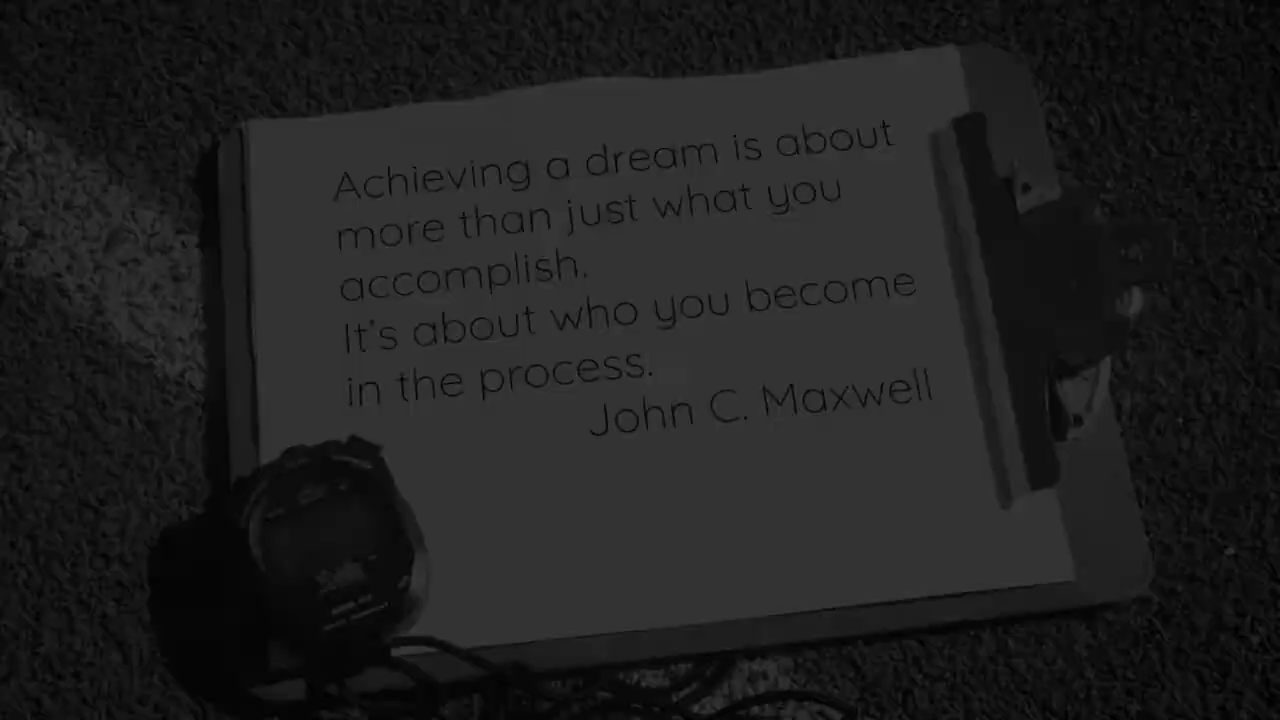 Achieving a dream is about
more than just what you
accomplish.
It's about who you become
in the process.
John C. Maxwell